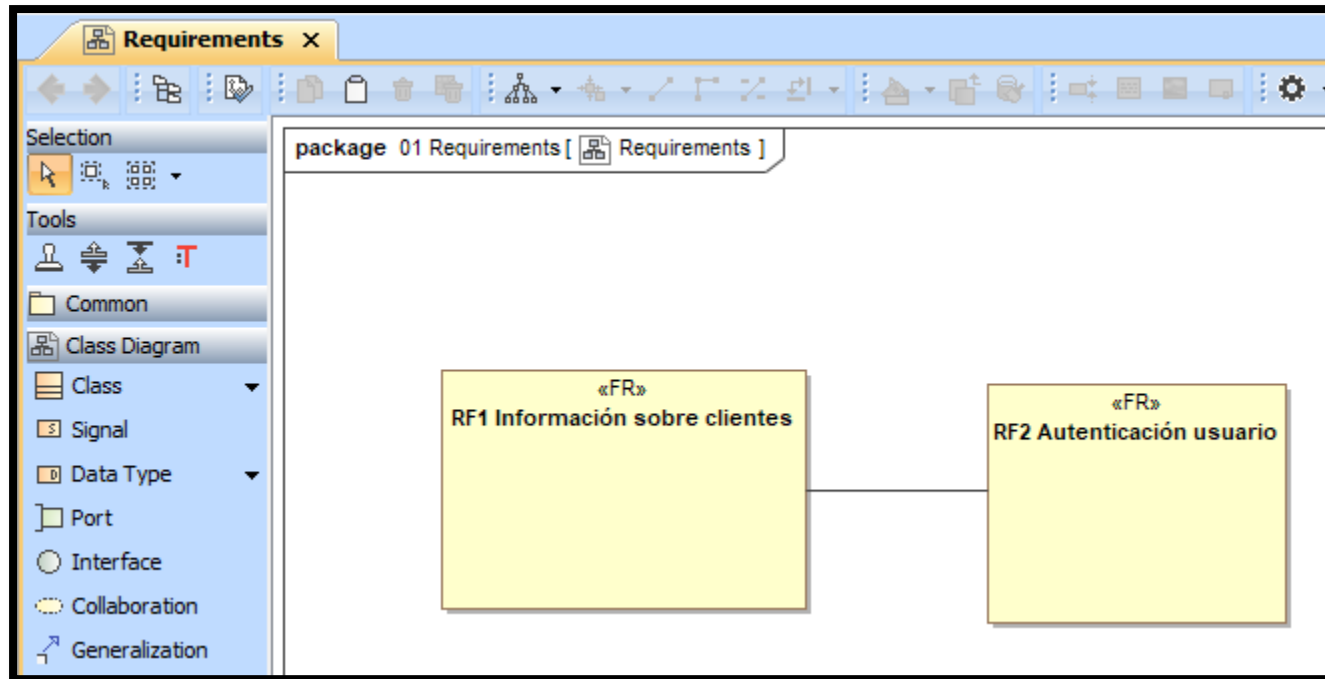 Requirements X
Selection
Tools
T
Common
Class Diagram
Class
S Signal
D Data Type
Port
Interface
Collaboration
Generalization
package 01 Requirements [ Requirements ]
«FR»
RF1 Información sobre clientes
«FR»
RF2 Autenticación usuario